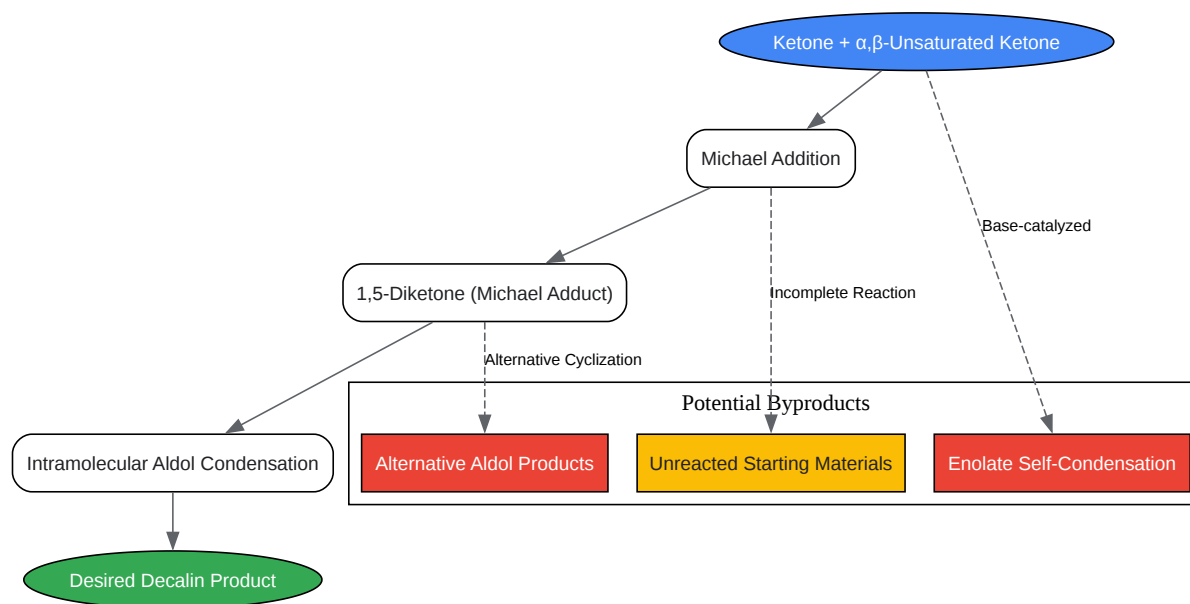 Ketone + α,β-Unsaturated Ketone
Michael Addition
Base-catalyzed
1,5-Diketone (Michael Adduct)
Incomplete Reaction
Alternative Cyclization
Potential Byproducts
Intramolecular Aldol Condensation
Alternative Aldol Products
Unreacted Starting Materials
Enolate Self-Condensation
Desired Decalin Product